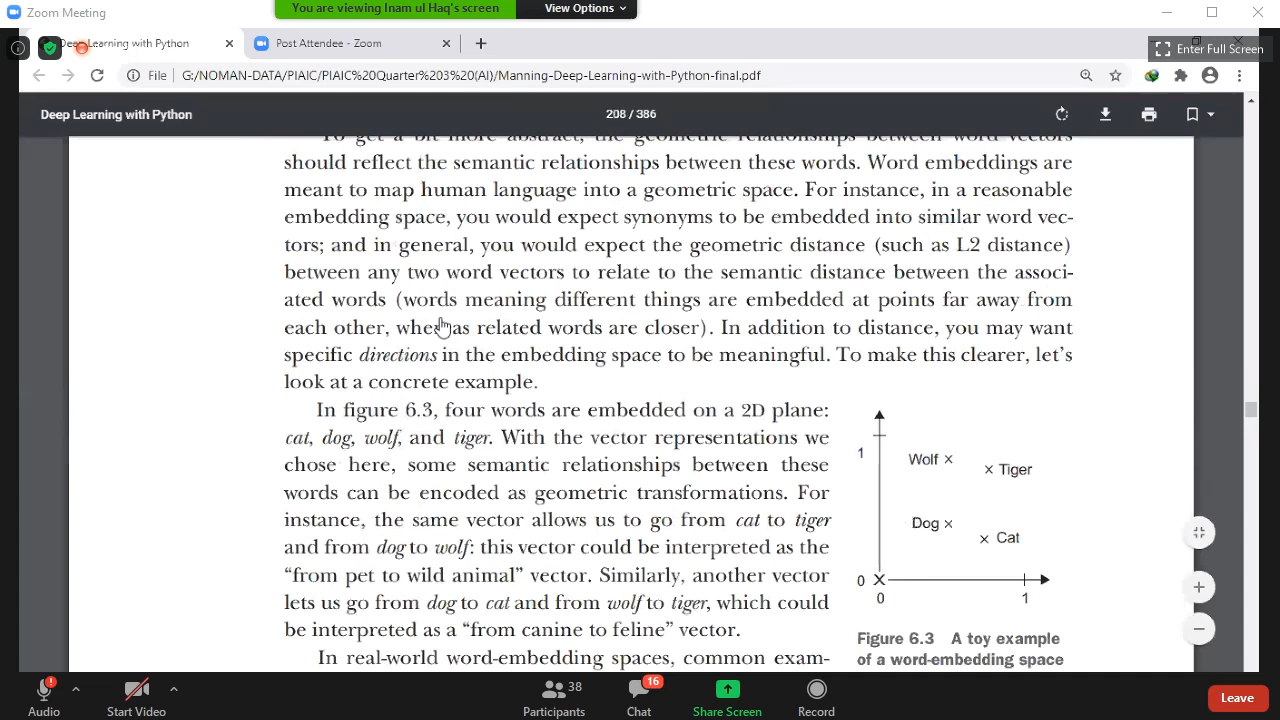 Zoom Meeting
You are viewing Inam ul Haq's screen
View Options
Deep Learning with Python
Post Attendee - Zoom
Enter Full Screen
File
G:/NOMAN-DATA/PIAIC/PIAIC%20Quarter%203%20(AI)/Manning-Deep-Learning-with-Python-final.pdf
Deep Learning with Python
208 / 386
To get a bit more abstract, the geometric relationships between word vectors
should reflect the semantic relationships between these words. Word embeddings are
meant to map human language into a geometric space. For instance, in a reasonable
embedding space, you would expect synonyms to be embedded into similar word vec-
tors; and in general, you would expect the geometric distance (such as L2 distance)
between any two word vectors to relate to the semantic distance between the associ-
ated words (words meaning different things are embedded at points far away from
each other, whereas related words are closer). In addition to distance, you may want
specific directions in the embedding space to be meaningful. To make this clearer, let's
look at a concrete example.
In figure 6.3, four words are embedded on a 2D plane:
cat, dog, wolf, and tiger. With the vector representations we
chose here, some semantic relationships between these
words can be encoded as geometric transformations. For
instance, the same vector allows us to go from cat to tiger
and from dog to wolf: this vector could be interpreted as the
“from pet to wild animal” vector. Similarly, another vector
lets us go from dog to cat and from wolf to tiger, which could
be interpreted as a “from canine to feline” vector.
In real-world word-embedding spaces, common exam-
1
Wolf ×
× Tiger
Dog ×
× Cat
0 X
0
1
Figure 6.3 A toy example
of a word-embedding space
Audio
Start Video
38
Participants
16
Chat
Share Screen
Record
Leave